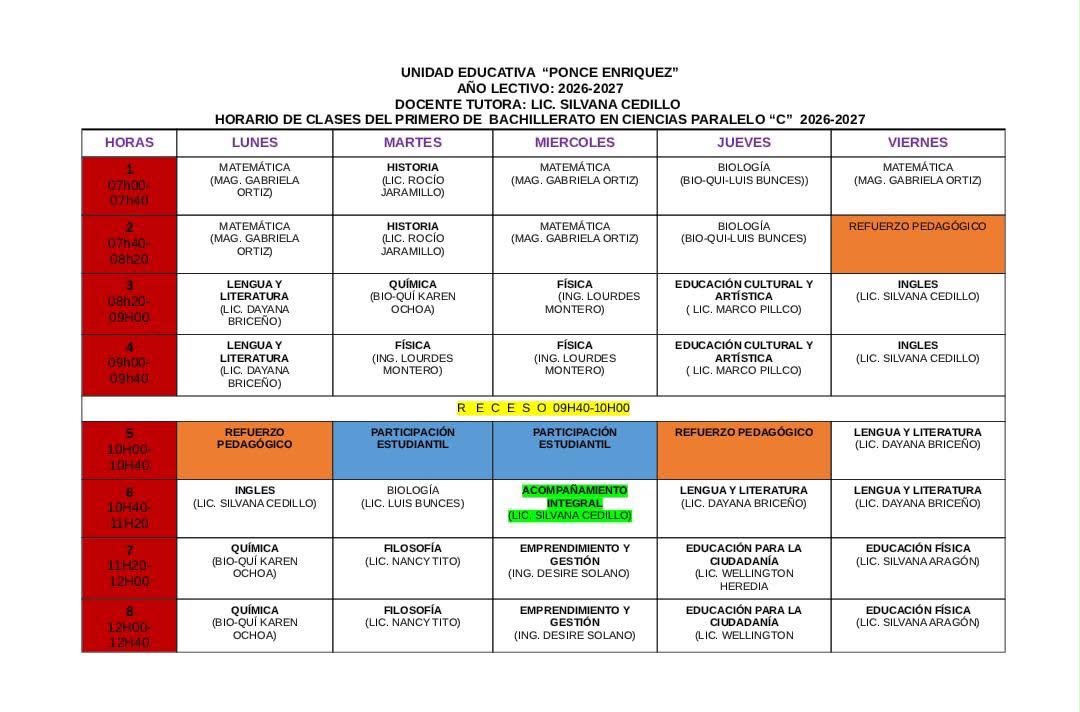 UNIDAD EDUCATIVA “PONCE ENRIQUEZ”
AÑO LECTIVO: 2026-2027
DOCENTE TUTORA: LIC. SILVANA CEDILLO
HORARIO DE CLASES DEL PRIMERO DE BACHILLERATO EN CIENCIAS PARALELO “C” 2026-2027
HORAS LUNES MARTES MIERCOLES JUEVES VIERNES
1
07h00-
07h40
MATEMÁTICA
(MAG. GABRIELA
ORTIZ)
HISTORIA
(LIC. ROCÍO
JARAMILLO)
MATEMÁTICA
(MAG. GABRIELA ORTIZ)
BIOLOGÍA
(BIO-QUI-LUIS BUNCES))
MATEMÁTICA
(MAG. GABRIELA ORTIZ)
2
07h40-
08h20
MATEMÁTICA
(MAG. GABRIELA
ORTIZ)
HISTORIA
(LIC. ROCÍO
JARAMILLO)
MATEMÁTICA
(MAG. GABRIELA ORTIZ)
BIOLOGÍA
(BIO-QUI-LUIS BUNCES)
REFUERZO PEDAGÓGICO
3
08h20-
09H00
LENGUA Y
LITERATURA
(LIC. DAYANA
BRICEÑO)
QUÍMICA
(BIO-QUÍ KAREN
OCHOA)
FÍSICA
(ING. LOURDES
MONTERO)
EDUCACIÓN CULTURAL Y
ARTÍSTICA
( LIC. MARCO PILLCO)
INGLES
(LIC. SILVANA CEDILLO)
4
09h00-
09h40
LENGUA Y
LITERATURA
(LIC. DAYANA
BRICEÑO)
FÍSICA
(ING. LOURDES
MONTERO)
FÍSICA
(ING. LOURDES
MONTERO)
EDUCACIÓN CULTURAL Y
ARTÍSTICA
( LIC. MARCO PILLCO)
INGLES
(LIC. SILVANA CEDILLO)
R E C E S O 09H40-10H00
5
10H00-
10H40
REFUERZO
PEDAGÓGICO
PARTICIPACIÓN
ESTUDIANTIL
PARTICIPACIÓN
ESTUDIANTIL
REFUERZO PEDAGÓGICO
LENGUA Y LITERATURA
(LIC. DAYANA BRICEÑO)
6
10H40-
11H20
INGLES
(LIC. SILVANA CEDILLO)
BIOLOGÍA
(LIC. LUIS BUNCES)
ACOMPAÑAMIENTO
INTEGRAL
(LIC. SILVANA CEDILLO)
LENGUA Y LITERATURA
(LIC. DAYANA BRICEÑO)
LENGUA Y LITERATURA
(LIC. DAYANA BRICEÑO)
7
11H20-
12H00
QUÍMICA
(BIO-QUÍ KAREN
OCHOA)
FILOSOFÍA
(LIC. NANCY TITO)
EMPRENDIMIENTO Y
GESTIÓN
(ING. DESIRE SOLANO)
EDUCACIÓN PARA LA
CIUDADANÍA
(LIC. WELLINGTON
HEREDIA
EDUCACIÓN FÍSICA
(LIC. SILVANA ARAGÓN)
8
12H00-
12H40
QUÍMICA
(BIO-QUÍ KAREN
OCHOA)
FILOSOFÍA
(LIC. NANCY TITO)
EMPRENDIMIENTO Y
GESTIÓN
(ING. DESIRE SOLANO)
EDUCACIÓN PARA LA
CIUDADANÍA
(LIC. WELLINGTON
EDUCACIÓN FÍSICA
(LIC. SILVANA ARAGÓN)